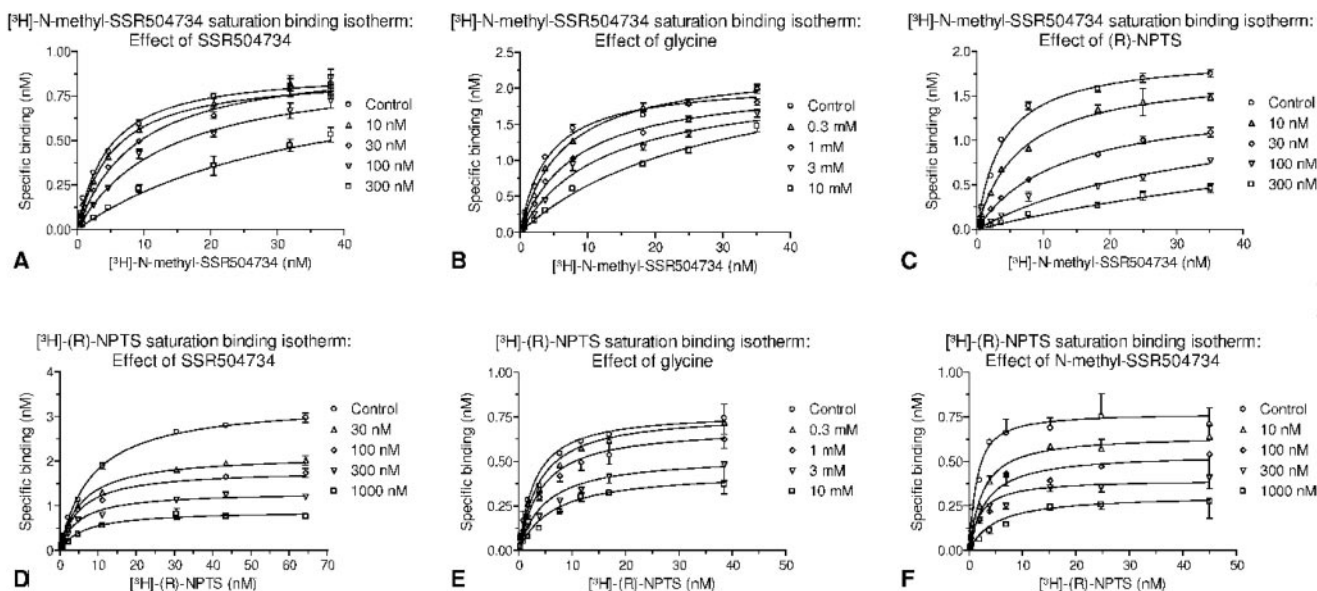 [³H]-N-methyl-SSR504734 saturation binding isotherm:
Effect of SSR504734
Specific binding (nM)
1.00
0.75
0.50
0.25
0.00
0
10
20
30
40
Control
10 nM
30 nM
100 nM
300 nM
A
[³H]-N-methyl-SSR504734 (nM)
[³H]-N-methyl-SSR504734 saturation binding isotherm:
Effect of glycine
Specific binding (nM)
2.5
2.0
1.5
1.0
0.5
0.0
0
10
20
30
40
Control
0.3 mM
1 mM
3 mM
10 mM
B
[³H]-N-methyl-SSR504734 (nM)
[³H]-N-methyl-SSR504734 saturation binding isotherm:
Effect of (R)-NPTS
Specific binding (nM)
2.0
1.5
1.0
0.5
0.0
0
10
20
30
40
Control
10 nM
30 nM
100 nM
300 nM
C
[³H]-N-methyl-SSR504734 (nM)
[³H]-(R)-NPTS saturation binding isotherm:
Effect of SSR504734
Specific binding (nM)
4
3
2
1
0
0
10
20
30
40
50
60
70
Control
30 nM
100 nM
300 nM
1000 nM
D
[³H]-(R)-NPTS (nM)
[³H]-(R)-NPTS saturation binding isotherm:
Effect of glycine
Specific binding (nM)
1.00
0.75
0.50
0.25
0.00
0
10
20
30
40
50
Control
0.3 mM
1 mM
3 mM
10 mM
E
[³H]-(R)-NPTS (nM)
[³H]-(R)-NPTS saturation binding isotherm:
Effect of N-methyl-SSR504734
Specific binding (nM)
1.00
0.75
0.50
0.25
0.00
0
10
20
30
40
50
Control
10 nM
100 nM
300 nM
1000 nM
F
[³H]-(R)-NPTS (nM)